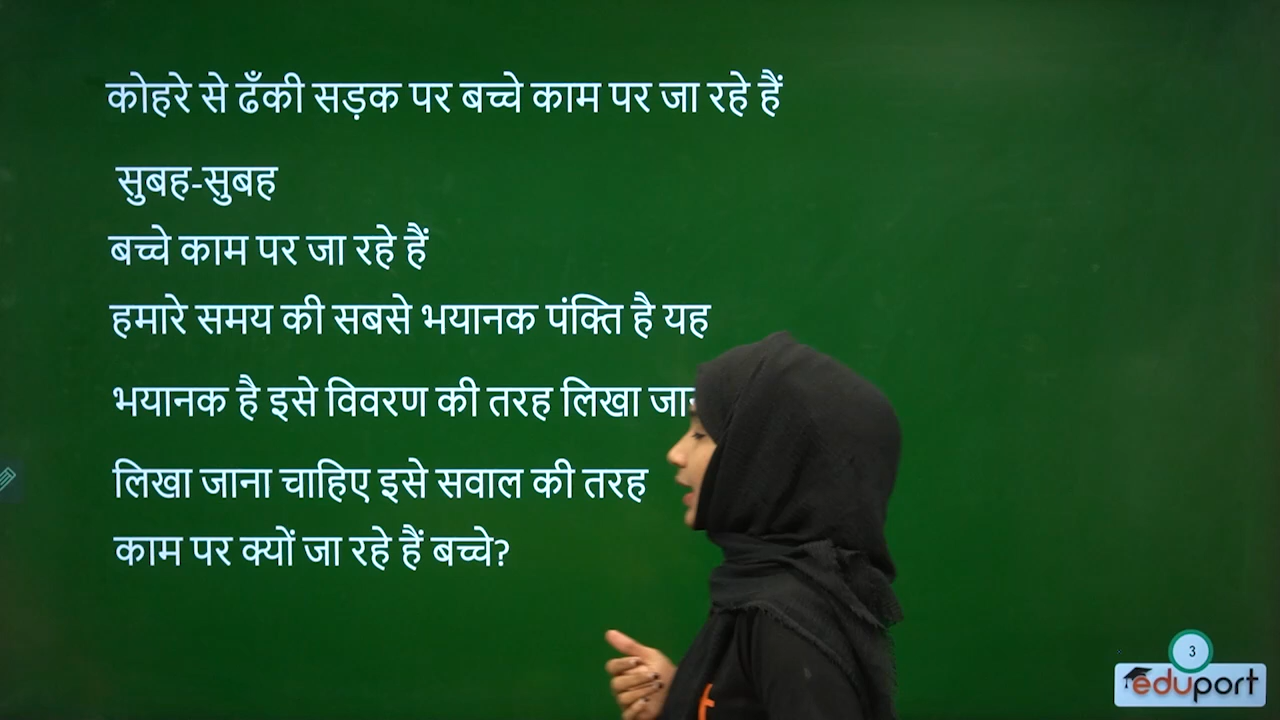 कोहरे से ढँकी सड़क पर बच्चे काम पर जा रहे हैं
सुबह-सुबह
बच्चे काम पर जा रहे हैं
हमारे समय की सबसे भयानक पंक्ति है यह
भयानक है इसे विवरण की तरह लिखा
लिखा जाना चाहिए इसे सवाल की तरह
काम पर क्यों जा रहे हैं बच्चे?
3
eduport